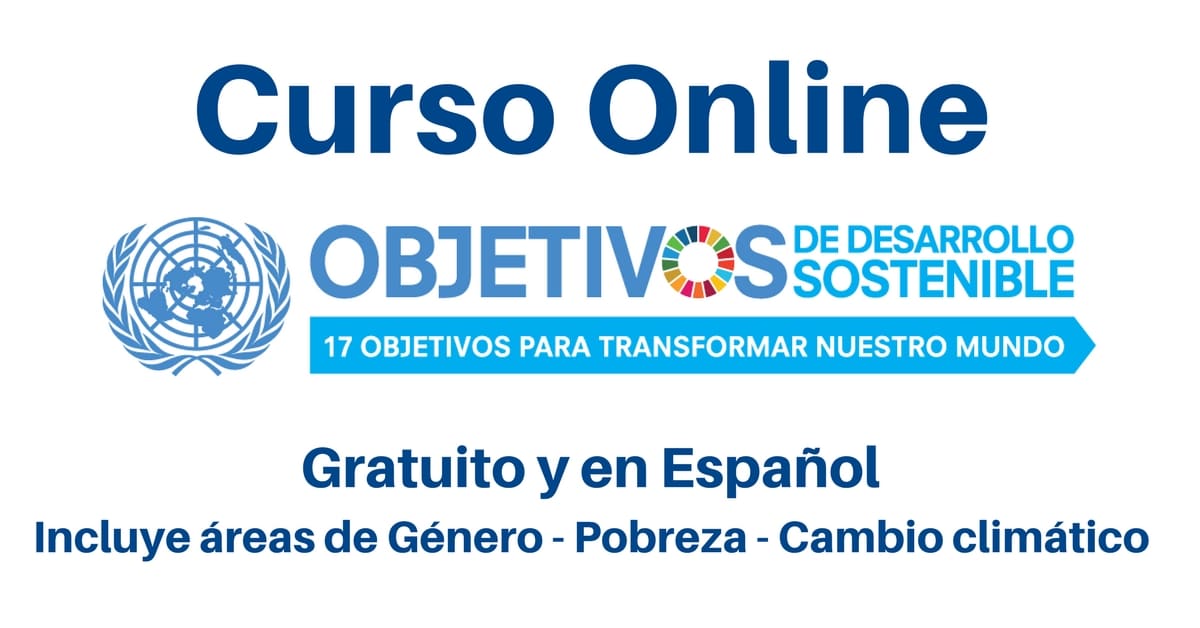 Curso Online
OBJETIVOS DE DESARROLLO SOSTENIBLE
17 OBJETIVOS PARA TRANSFORMAR NUESTRO MUNDO
Gratuito y en Español
Incluye áreas de Género - Pobreza - Cambio climático